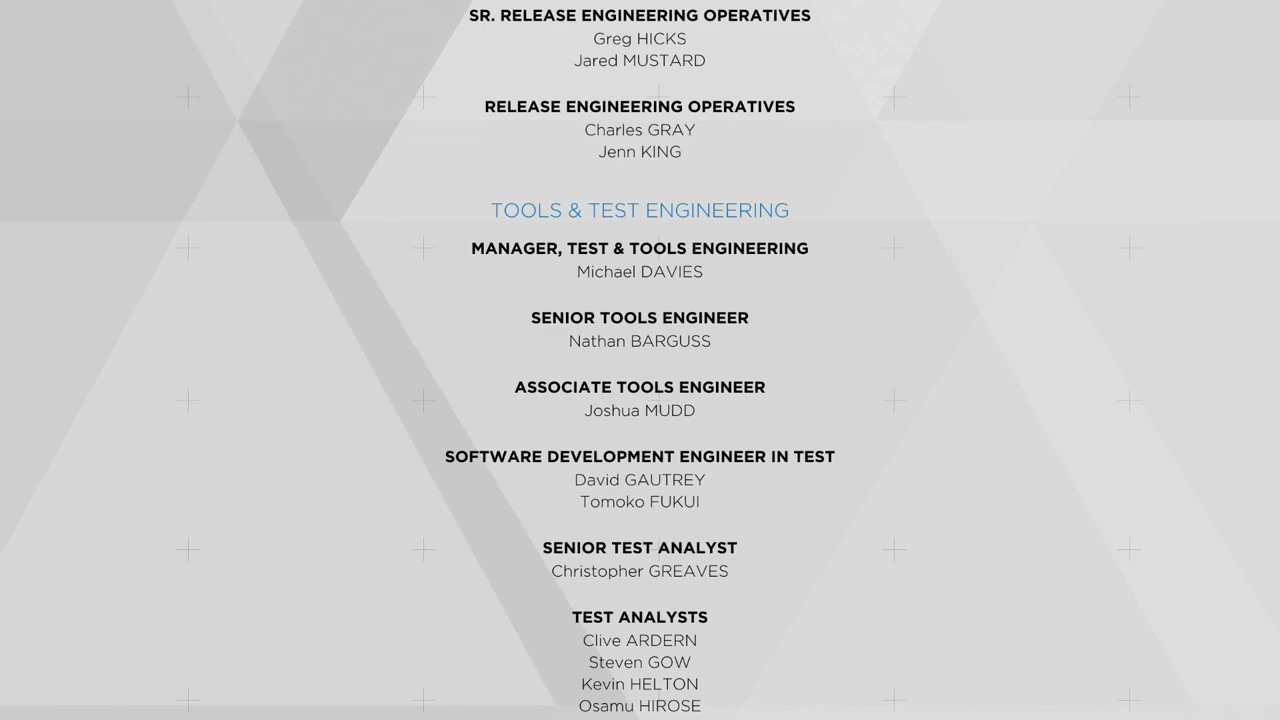 SR. RELEASE ENGINEERING OPERATIVES
Greg HICKS
Jared MUSTARD
RELEASE ENGINEERING OPERATIVES
Charles GRAY
Jenn KING
TOOLS & TEST ENGINEERING
MANAGER, TEST & TOOLS ENGINEERING
Michael DAVIES
SENIOR TOOLS ENGINEER
Nathan BARGUSS
ASSOCIATE TOOLS ENGINEER
Joshua MUDD
SOFTWARE DEVELOPMENT ENGINEER IN TEST
David GAUTREY
Tomoko FUKUI
SENIOR TEST ANALYST
Christopher GREAVES
TEST ANALYSTS
Clive ARDERN
Steven GOW
Kevin HELTON
Osamu HIROSE